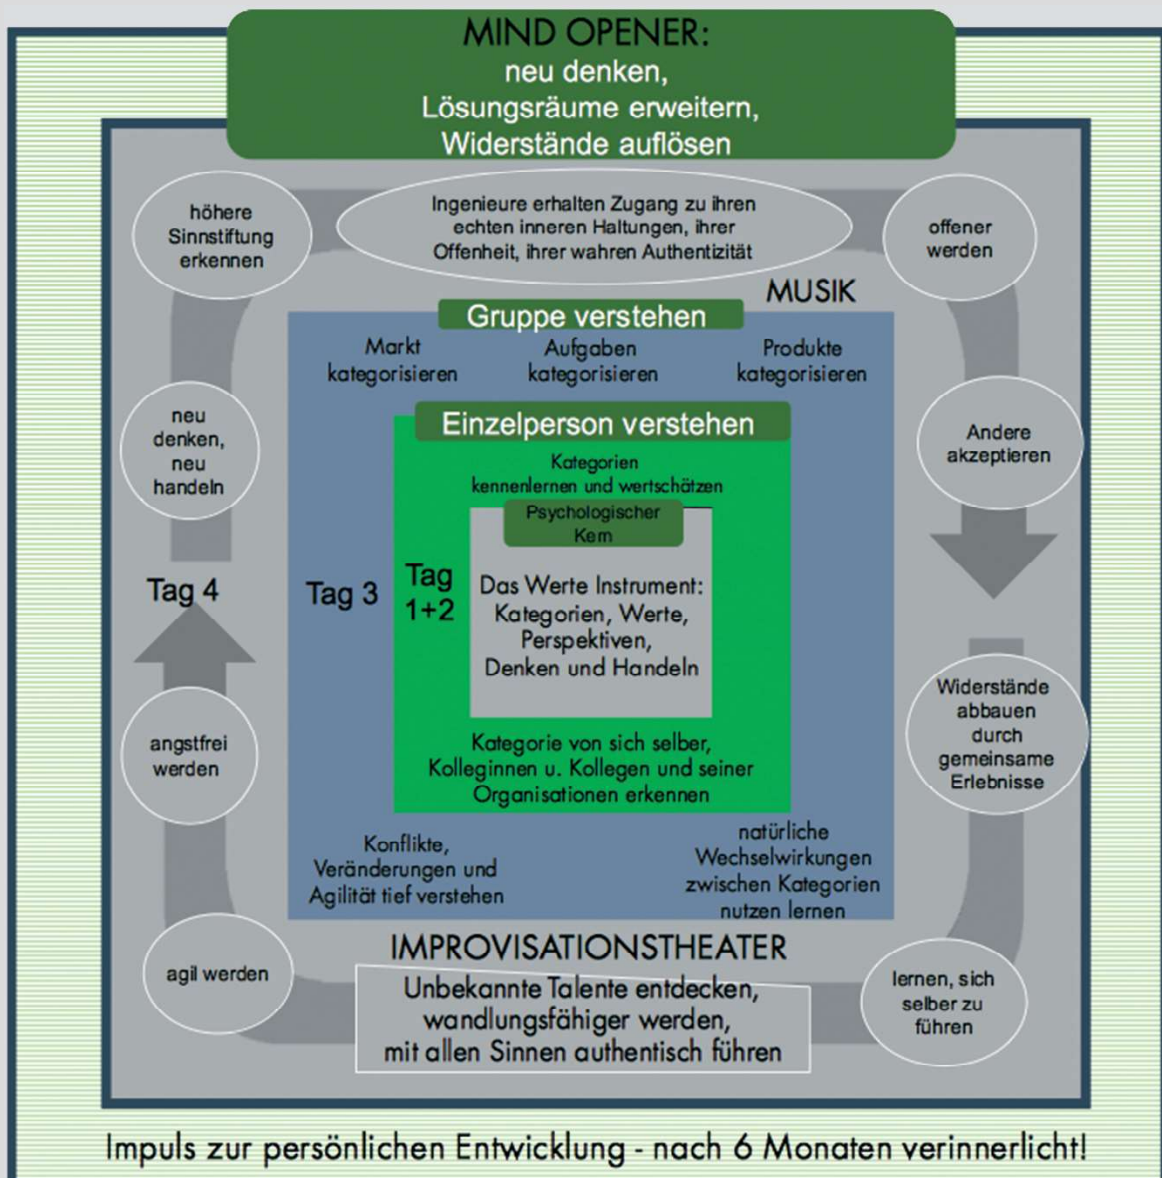 MIND OPENER:
neu denken,
Lösungsräume erweitern,
Widerstände auflösen
höhere
Sinnstiftung
erkennen
Ingenieure erhalten Zugang zu ihren
echten inneren Haltungen, ihrer
Offenheit, ihrer wahren Authentizität
offener
werden
MUSIK
Gruppe verstehen
Markt
kategorisieren
Aufgaben
kategorisieren
Produkte
kategorisieren
neu
denken,
neu
handeln
Einzelperson verstehen
Kategorien
kennenlernen und wertschätzen
Andere
akzeptieren
Psychologischer
Kern
Tag 4
Tag 3
Tag
1+2
Das Werte Instrument:
Kategorien, Werte,
Perspektiven,
Denken und Handeln
angstfrei
werden
Kategorie von sich selber,
Kolleginnen u. Kollegen und seiner
Organisationen erkennen
Widerstände
abbauen
durch
gemeinsame
Erlebnisse
Konflikte,
Veränderungen und
Agilität tief verstehen
natürliche
Wechselwirkungen
zwischen Kategorien
nutzen lernen
agil werden
IMPROVISATIONSTHEATER
Unbekannte Talente entdecken,
wandlungsfähiger werden,
mit allen Sinnen authentisch führen
lernen, sich
selber zu
führen
Impuls zur persönlichen Entwicklung - nach 6 Monaten verinnerlicht!